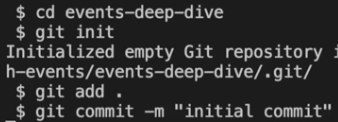 $ cd events-deep-dive
$ git init
Initialized empty Git repository
h-events/events-deep-dive/.git/
$ git add .
$ git commit -m "initial commit"